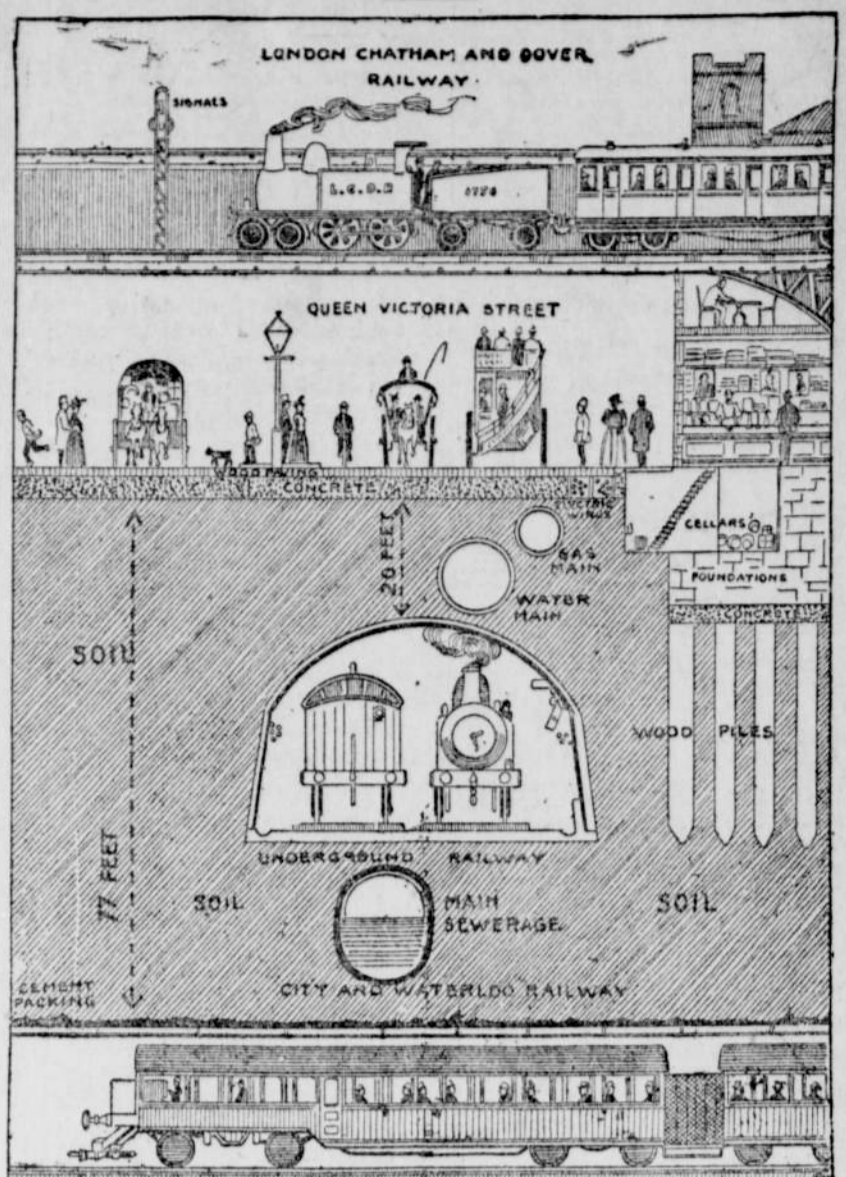 LONDON CHATHAM AND DOVER
RAILWAY.
SIGNALS
L.C.D.R
QUEEN VICTORIA STREET
WOOD PAVING
CONCRETE
ELECTRIC
WIRES
CELLARS
GAS
MAIN
20 FEET
WATER
MAIN
FOUNDATIONS
CONCRETE
SOIL
WOOD PILES
UNDERGROUND RAILWAY
77 FEET
SOIL
MAIN
SEWERAGE
SOIL
CEMENT
PACKING
CITY AND WATERLOO RAILWAY